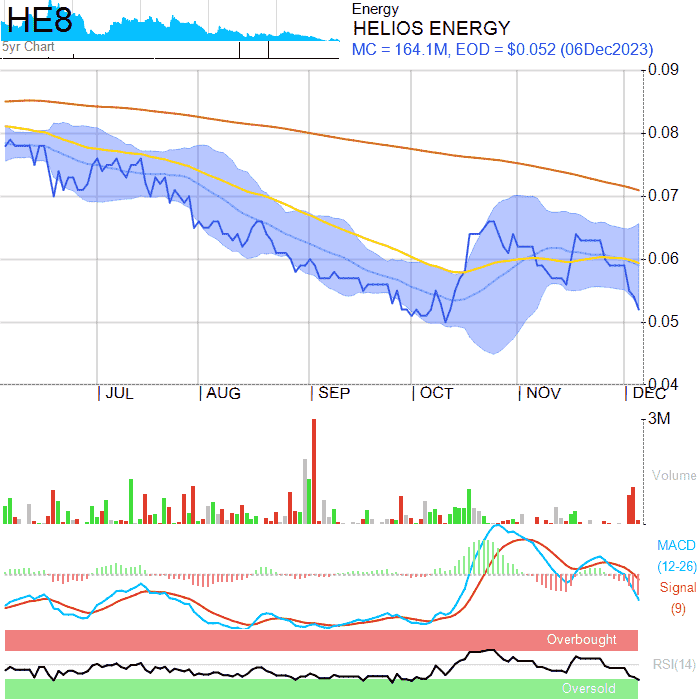 HE8
5yr Chart
Energy
HELIOS ENERGY
MC = 164.1M, EOD = $0.052 (06Dec2023)
0.09
0.08
0.07
0.06
0.05
0.04
JUL AUG SEP OCT NOV DEC
3M
Volume
MACD
(12-26)
Signal
(9)
Overbought
RSI(14)
Oversold